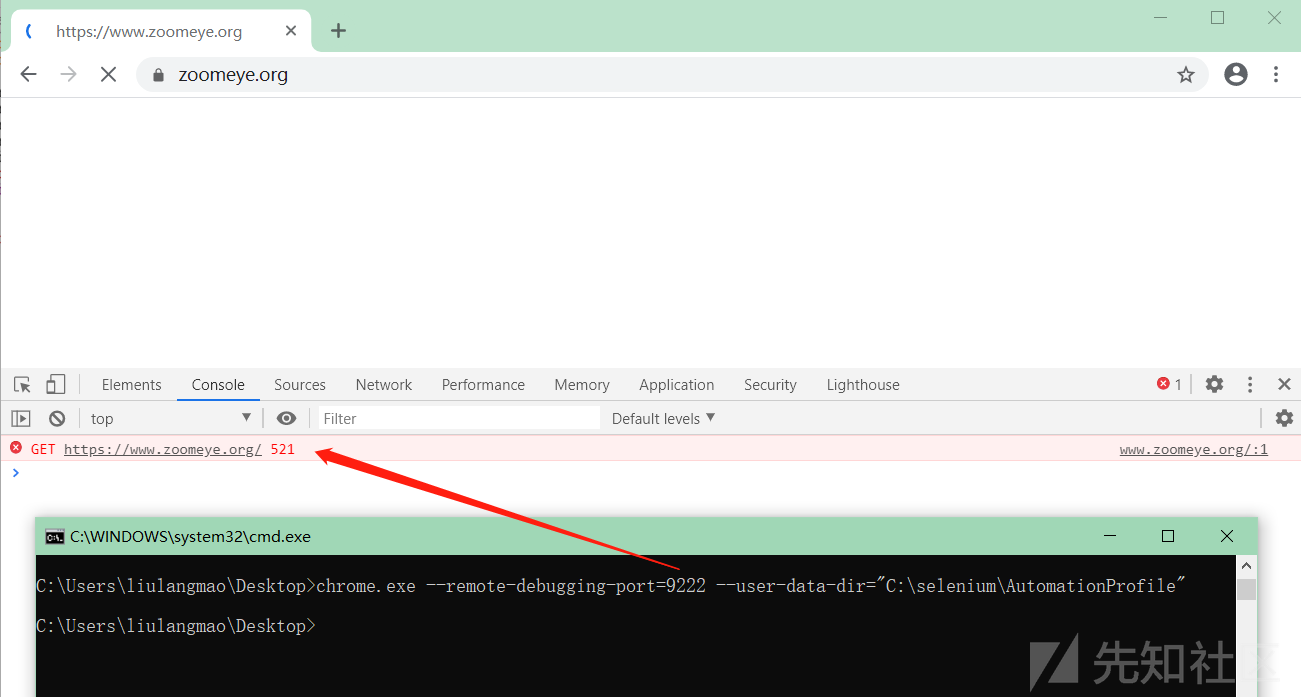 https://www.zoomeye.org
zoomeye.org
Elements Console Sources Network Performance Memory Application Security Lighthouse 1
top Filter Default levels
GET https://www.zoomeye.org/ 521 www.zoomeye.org/:1
C:\WINDOWS\system32\cmd.exe
C:\Users\liulangmao\Desktop>chrome.exe --remote-debugging-port=9222 --user-data-dir="C:\selenium\AutomationProfile"
C:\Users\liulangmao\Desktop>
先知社区